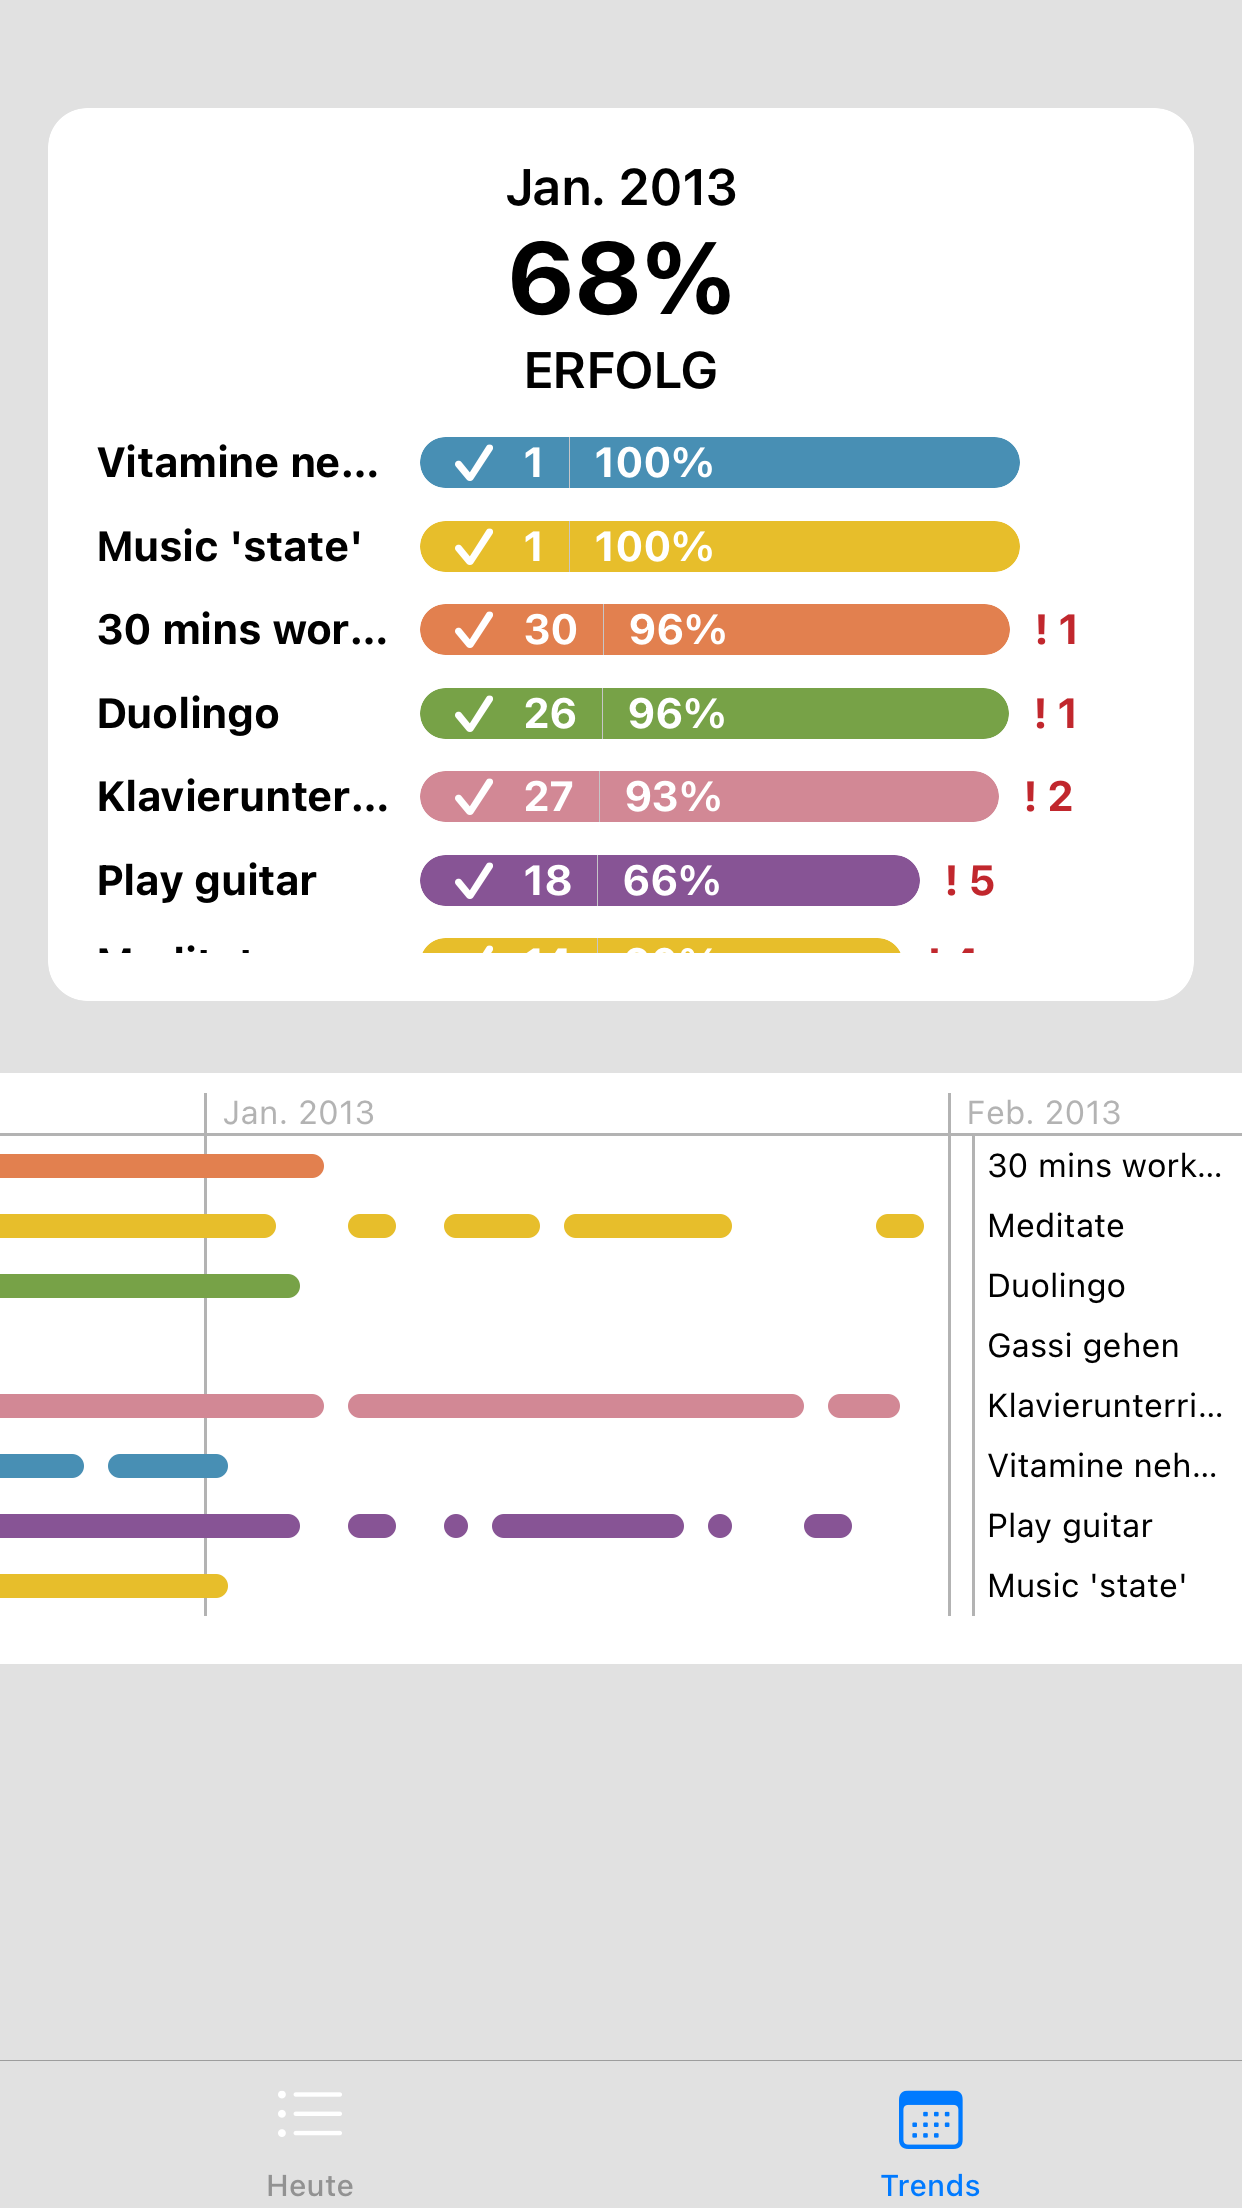 Jan. 2013
68%
ERFOLG
Vitamine ne... ✓ 1 100%
Music 'state' ✓ 1 100%
30 mins wor... ✓ 30 96% ! 1
Duolingo ✓ 26 96% ! 1
Klavierunter... ✓ 27 93% ! 2
Play guitar ✓ 18 66% ! 5
Jan. 2013 Feb. 2013
30 mins work...
Meditate
Duolingo
Gassi gehen
Klavierunterri...
Vitamine neh...
Play guitar
Music 'state'
Heute Trends